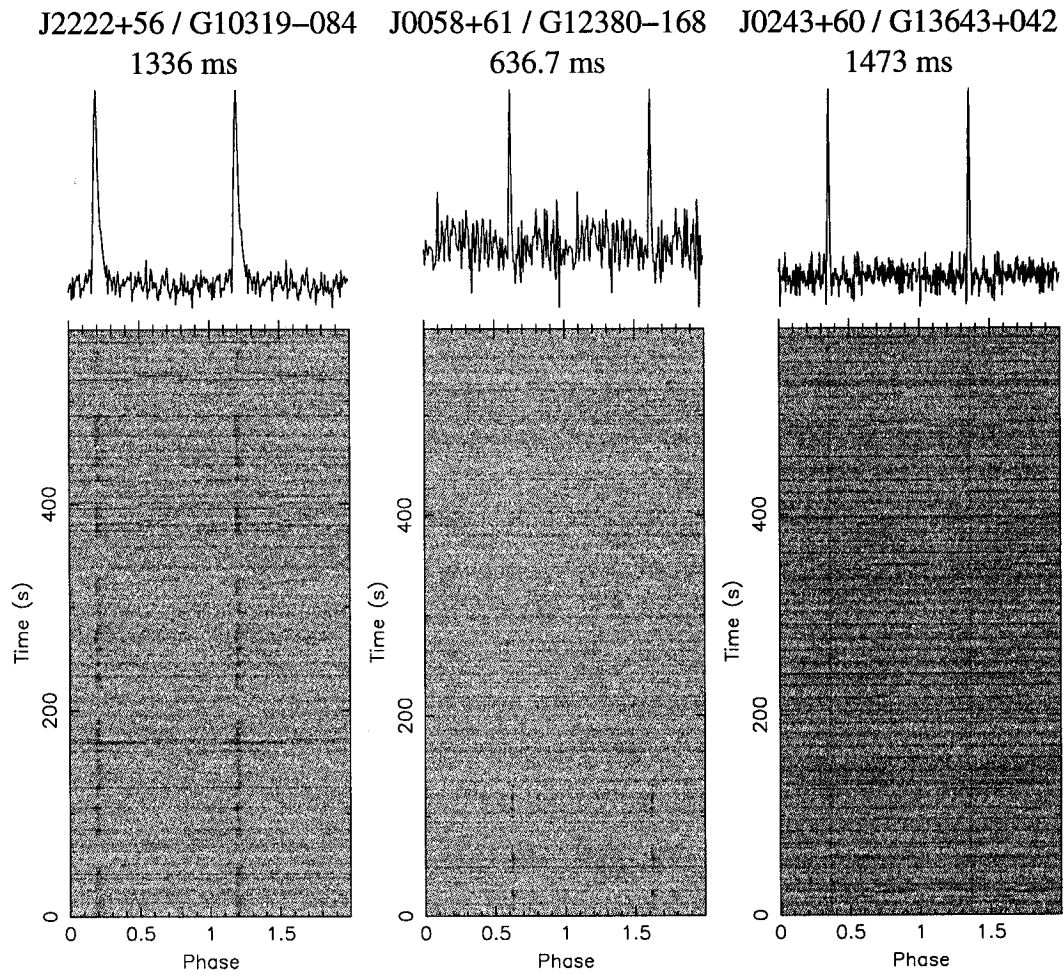 J2222+56 / G10319–084
1336 ms
J0058+61 / G12380–168
636.7 ms
J0243+60 / G13643+042
1473 ms
Time (s)
0
200
400
0 0.5 1 1.5
Phase
Time (s)
0
200
400
0 0.5 1 1.5
Phase
Time (s)
0
200
400
0 0.5 1 1.5
Phase